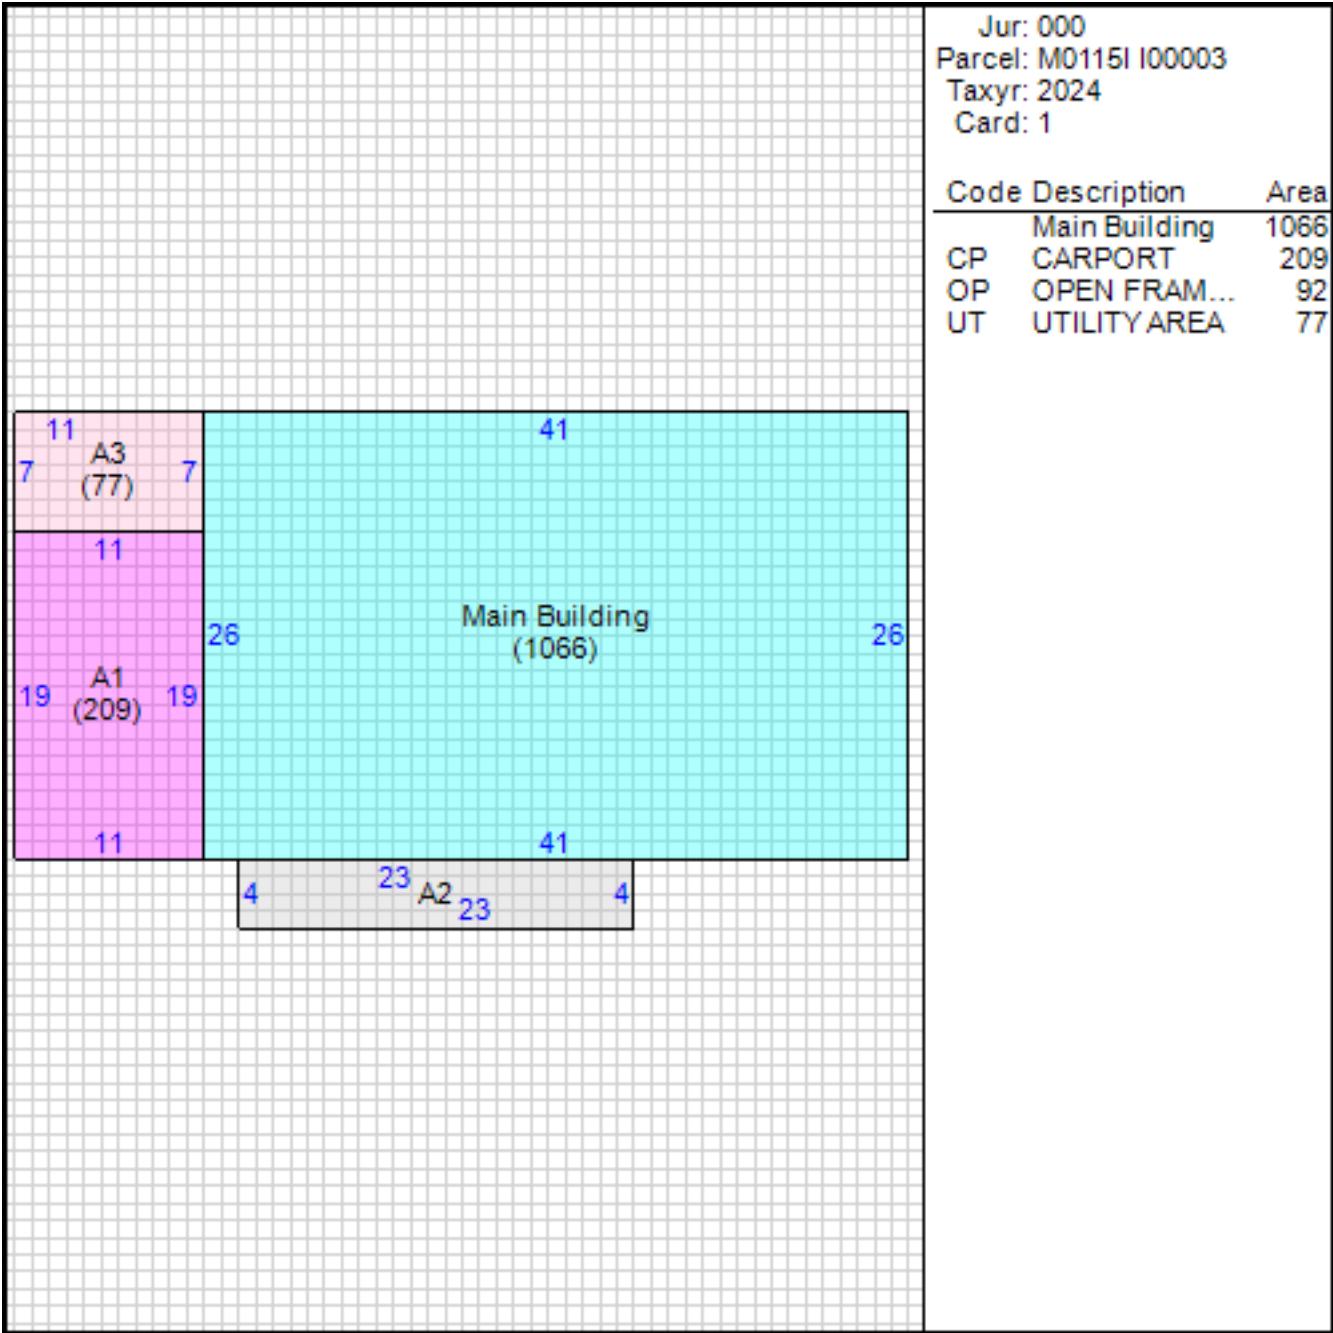 Jur: 000
Parcel: M0115I I00003
Taxyr: 2024
Card: 1
Code Description Area
Main Building 1066
CP CARPORT 209
OP OPEN FRAM... 92
UT UTILITY AREA 77
11
A3
7 7
(77)
11
41
Main Building
(1066)
26 26
A1
19 19
(209)
11
41
23
4 A2 4
23